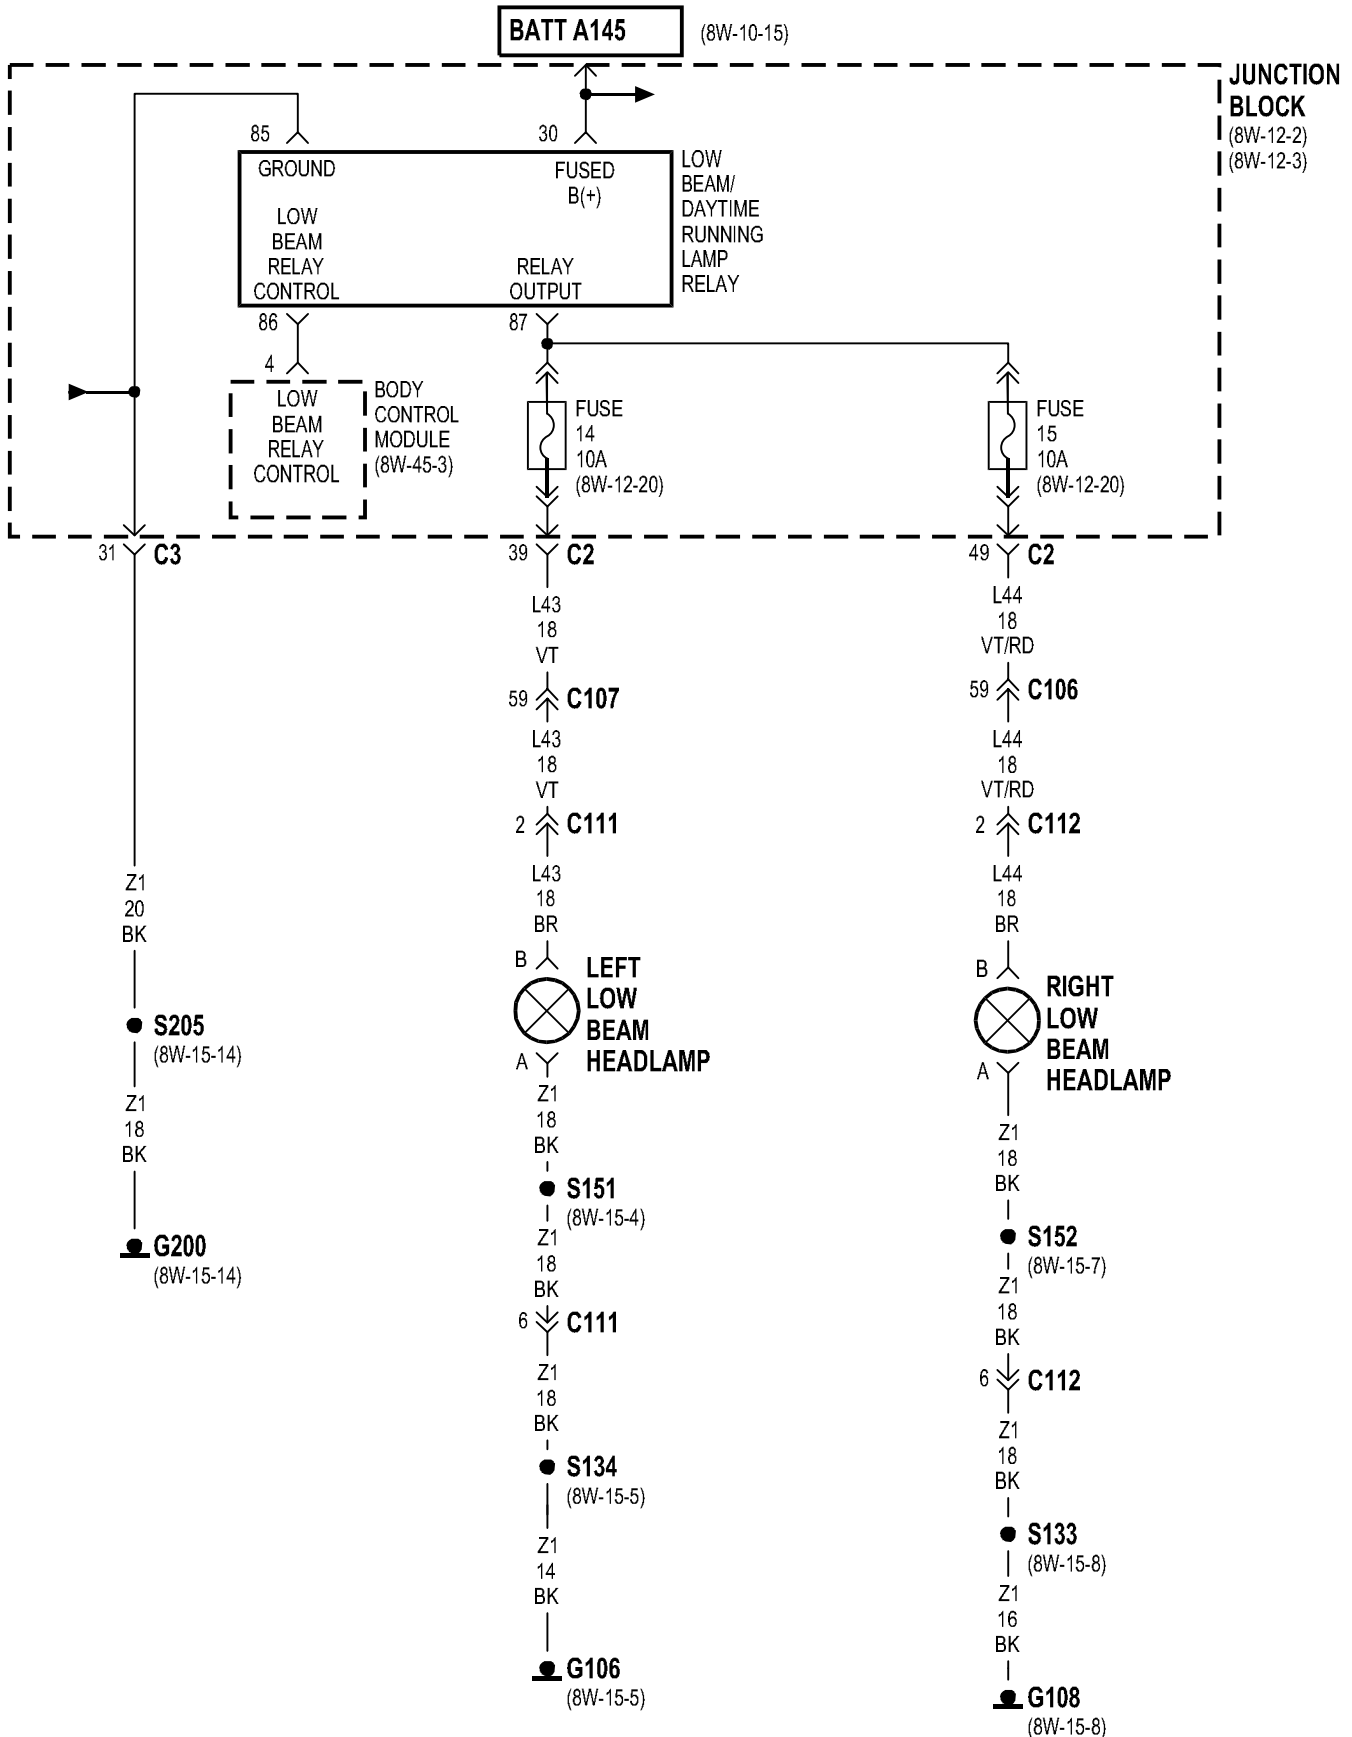 BATT A145
(8W-10-15)
JUNCTION
BLOCK
(8W-12-2)
(8W-12-3)
85
30
GROUND
FUSED
B(+)
LOW
BEAM/
DAYTIME
RUNNING
LAMP
RELAY
LOW
BEAM
RELAY
CONTROL
RELAY
OUTPUT
86
87
4
LOW
BEAM
RELAY
CONTROL
BODY
CONTROL
MODULE
(8W-45-3)
FUSE
14
10A
(8W-12-20)
FUSE
15
10A
(8W-12-20)
31
C3
39
C2
49
C2
Z1
20
BK
S205
(8W-15-14)
Z1
18
BK
G200
(8W-15-14)
L43
18
VT
59
C107
L43
18
VT
2
C111
L43
18
BR
B
LEFT
LOW
BEAM
HEADLAMP
A
Z1
18
BK
S151
(8W-15-4)
Z1
18
BK
6
C111
Z1
18
BK
S134
(8W-15-5)
Z1
14
BK
G106
(8W-15-5)
L44
18
VT/RD
59
C106
L44
18
VT/RD
2
C112
L44
18
BR
B
RIGHT
LOW
BEAM
HEADLAMP
A
Z1
18
BK
S152
(8W-15-7)
Z1
18
BK
6
C112
Z1
18
BK
S133
(8W-15-8)
Z1
16
BK
G108
(8W-15-8)